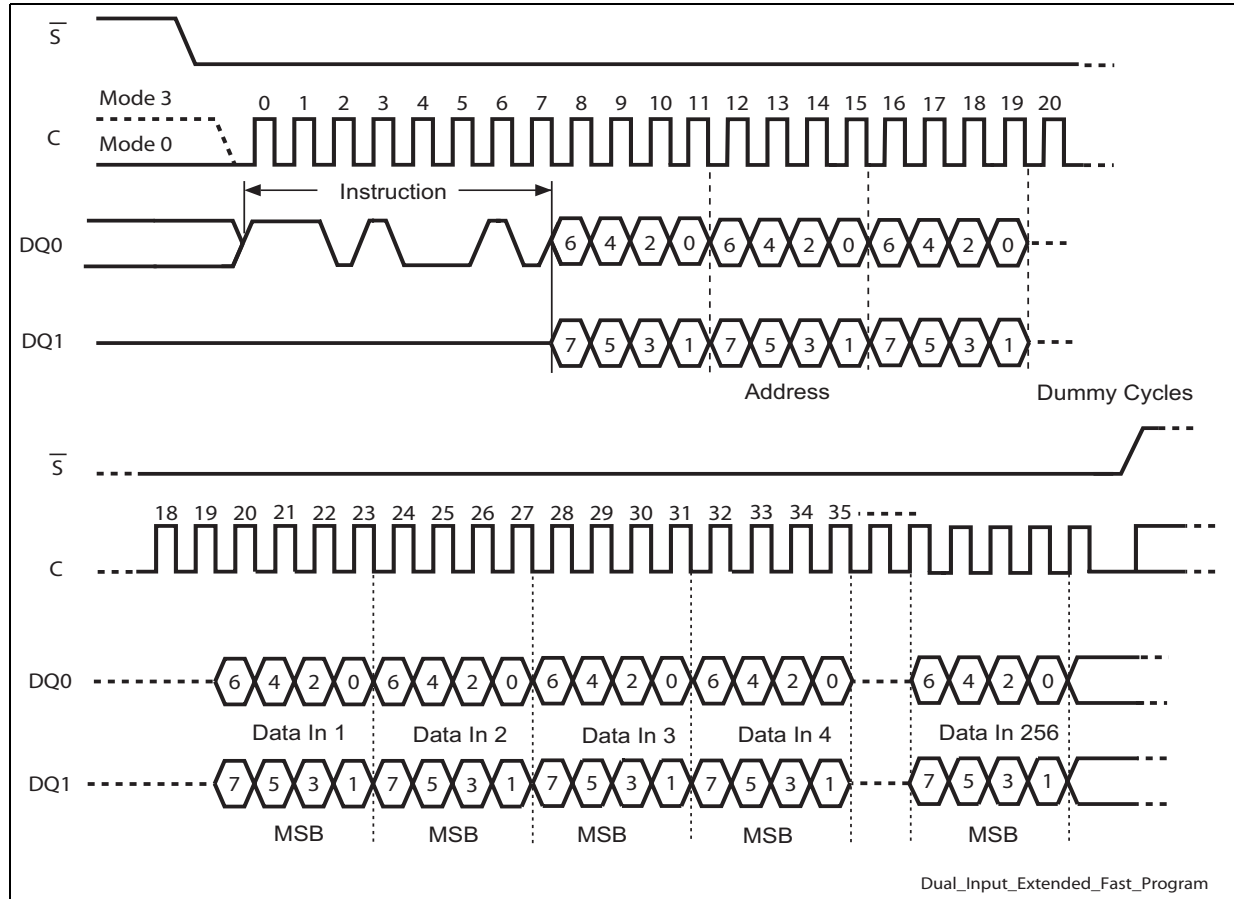 S
Mode 3
0 1 2 3 4 5 6 7 8 9 10 11 12 13 14 15 16 17 18 19 20
C
Mode 0
Instruction
DQ0
6 4 2 0 6 4 2 0 6 4 2 0
DQ1
7 5 3 1 7 5 3 1 7 5 3 1
Address
Dummy Cycles
S
18 19 20 21 22 23 24 25 26 27 28 29 30 31 32 33 34 35
C
DQ0
6 4 2 0 6 4 2 0 6 4 2 0 6 4 2 0 6 4 2 0
Data In 1 Data In 2 Data In 3 Data In 4 Data In 256
DQ1
7 5 3 1 7 5 3 1 7 5 3 1 7 5 3 1 7 5 3 1
MSB MSB MSB MSB MSB
Dual_Input_Extended_Fast_Program